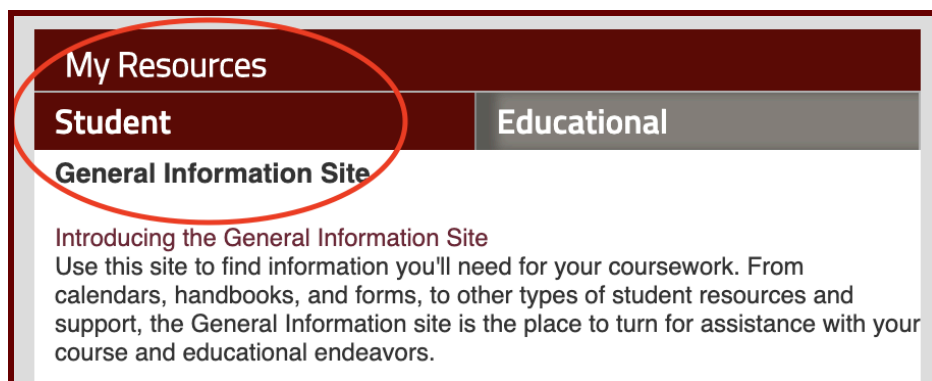 My Resources
Student
Educational
General Information Site
Introducing the General Information Site
Use this site to find information you'll need for your coursework. From
calendars, handbooks, and forms, to other types of student resources and
support, the General Information site is the place to turn for assistance with your
course and educational endeavors.